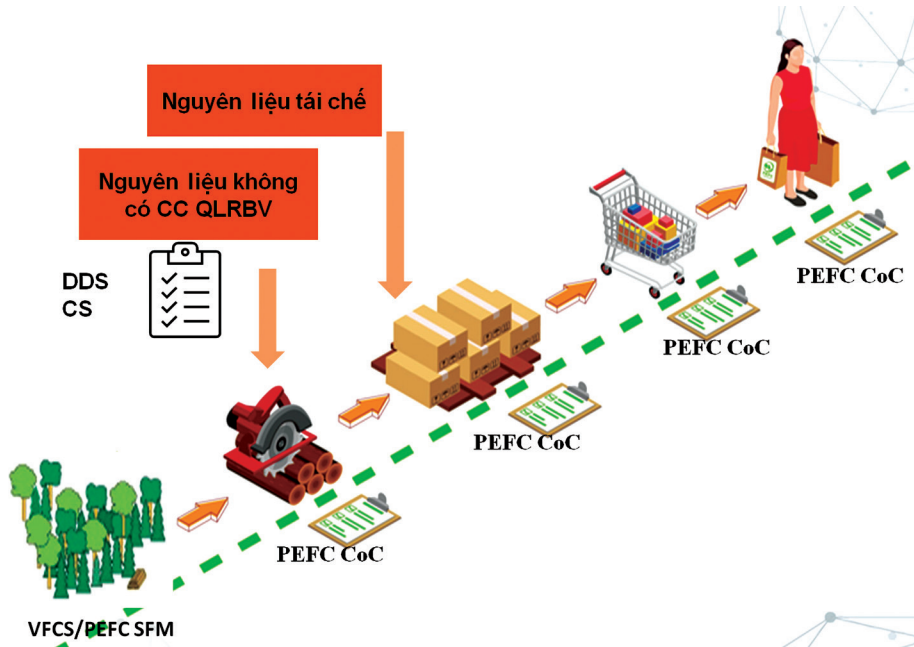 Nguyên liệu tái chế
Nguyên liệu không
có CC QLRBV
DDS
CS
PEFC CoC
PEFC CoC
PEFC CoC
PEFC CoC
VFCS/PEFC SFM